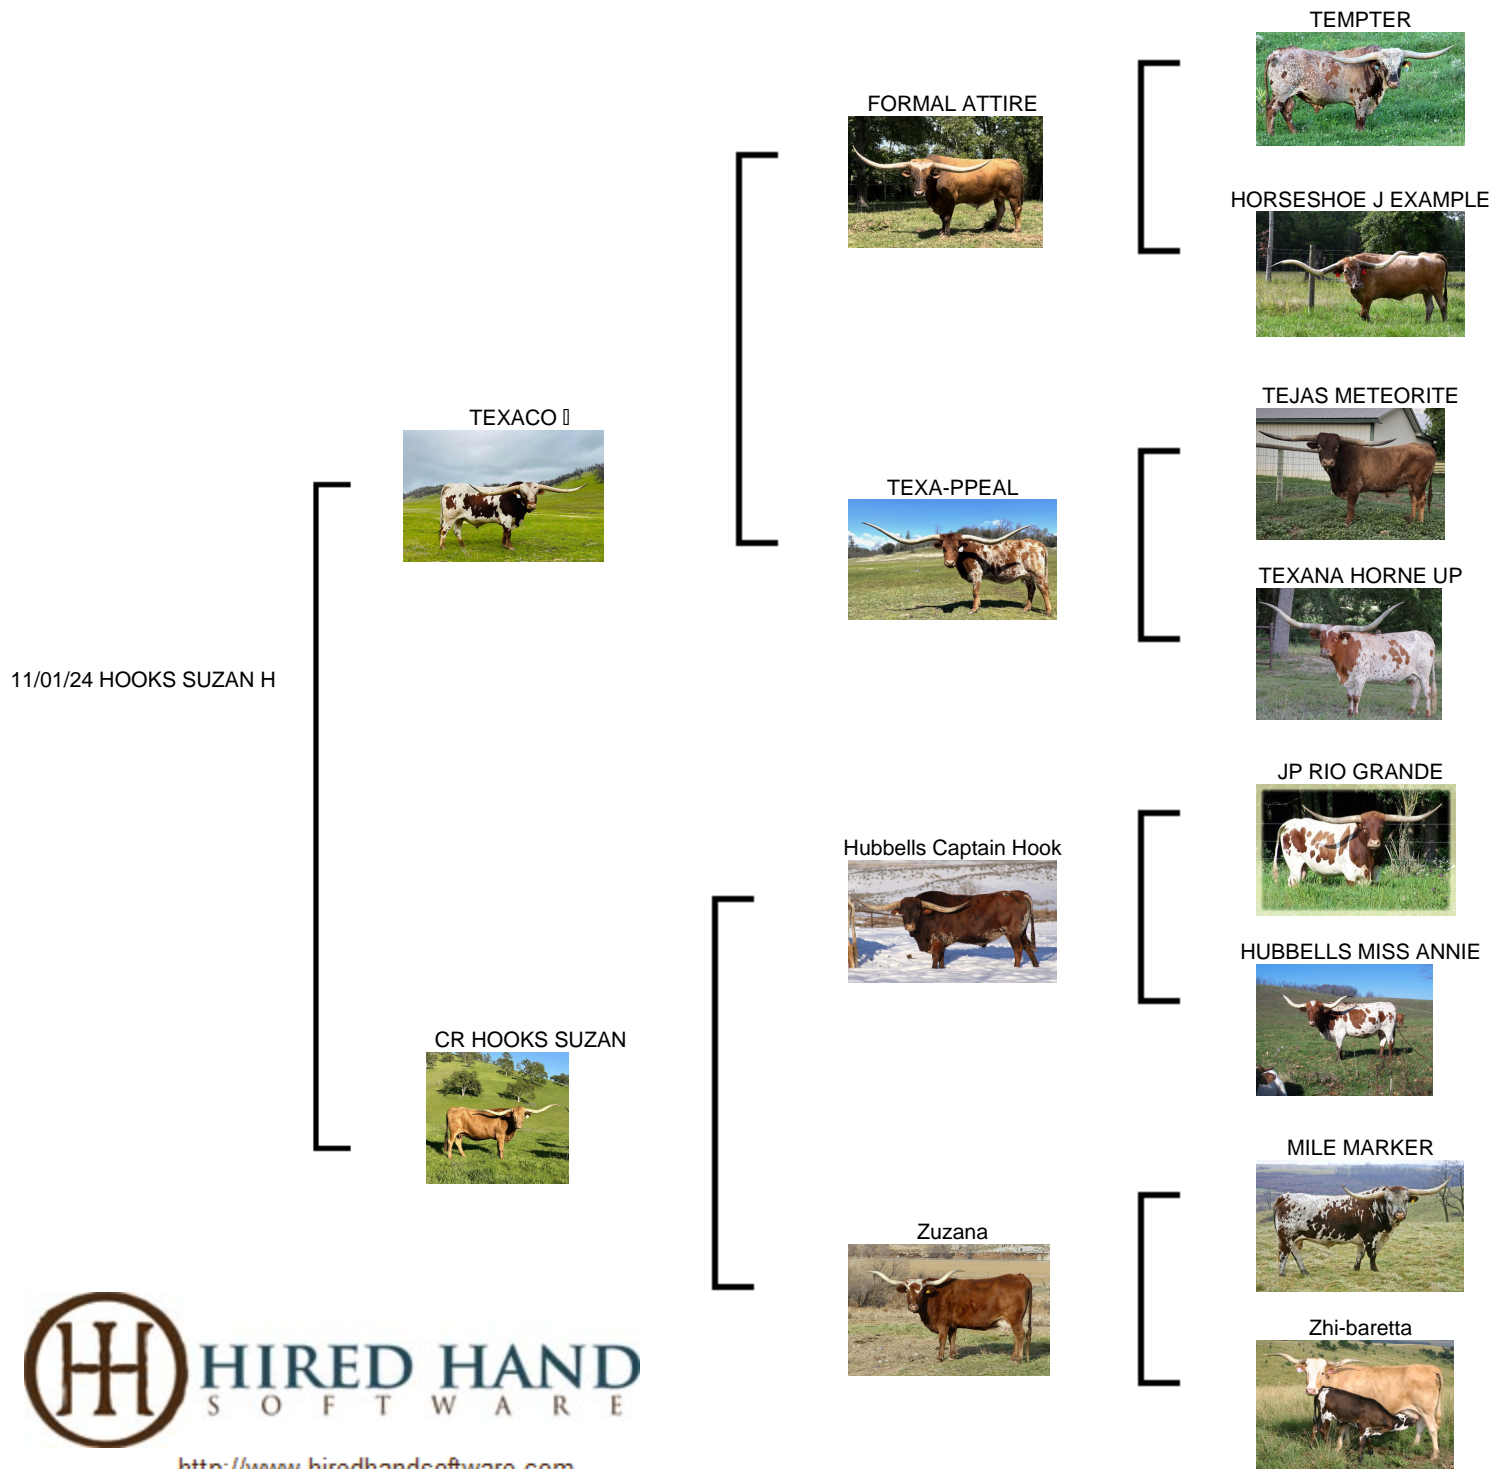 TEMPTER
FORMAL ATTIRE
HORSESHOE J EXAMPLE
TEJAS METEORITE
TEXACO
TEXA-PPEAL
TEXANA HORNE UP
11/01/24 HOOKS SUZAN H
JP RIO GRANDE
Hubbells Captain Hook
HUBBELLS MISS ANNIE
CR HOOKS SUZAN
MILE MARKER
Zuzana
Zhi-baretta
HIRED HAND
SOFTWARE
http://www.hiredhandsoftware.com